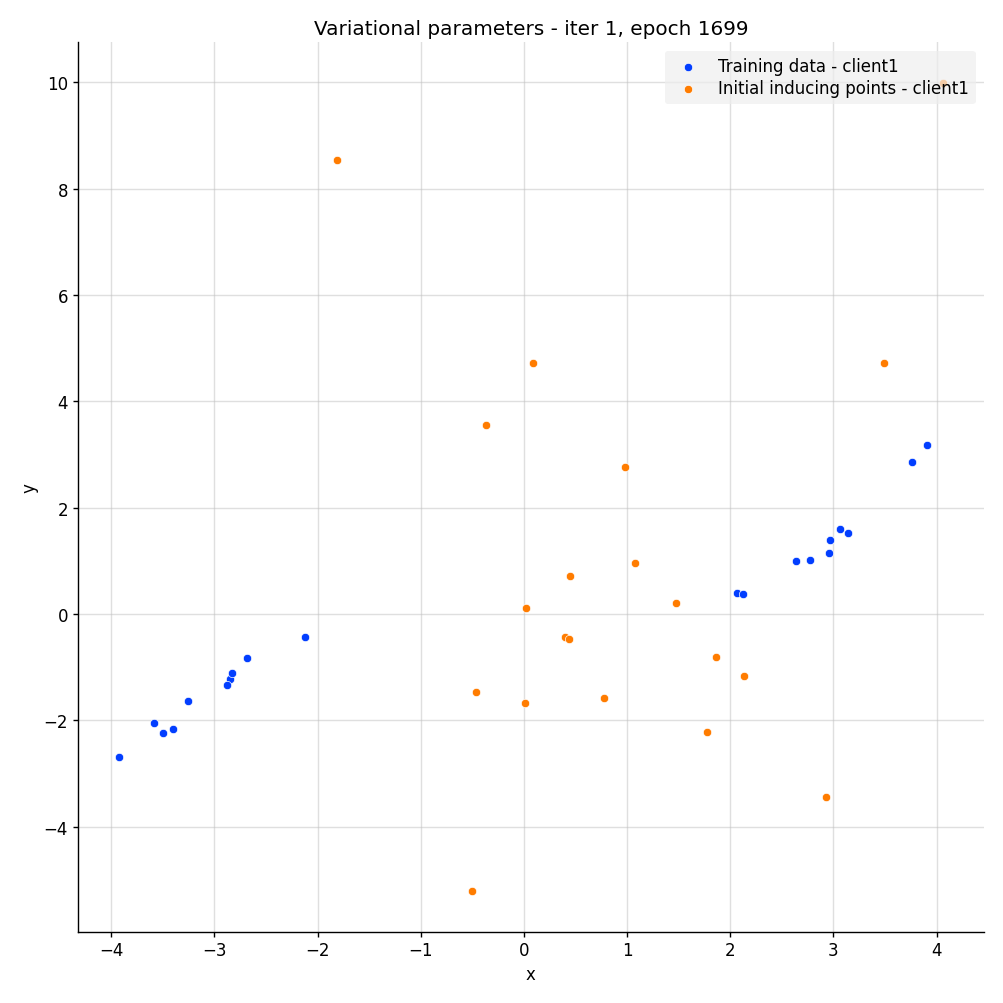 Variational parameters - iter 1, epoch 1699
Training data - client1
Initial inducing points - client1
10
8
6
4
2
0
−2
−4
y
−4 −3 −2 −1 0 1 2 3 4
x